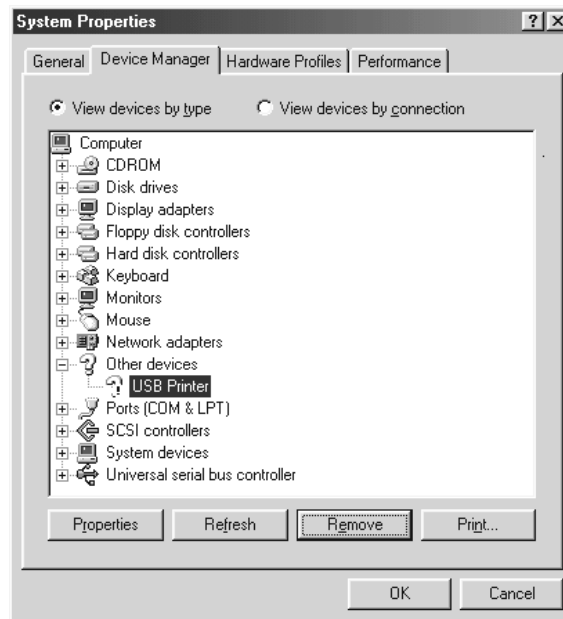 System Properties
General Device Manager Hardware Profiles Performance
View devices by type View devices by connection
Computer
CDROM
Disk drives
Display adapters
Floppy disk controllers
Hard disk controllers
Keyboard
Monitors
Mouse
Network adapters
Other devices
USB Printer
Ports (COM & LPT)
SCSI controllers
System devices
Universal serial bus controller
Properties Refresh Remove Print...
OK Cancel